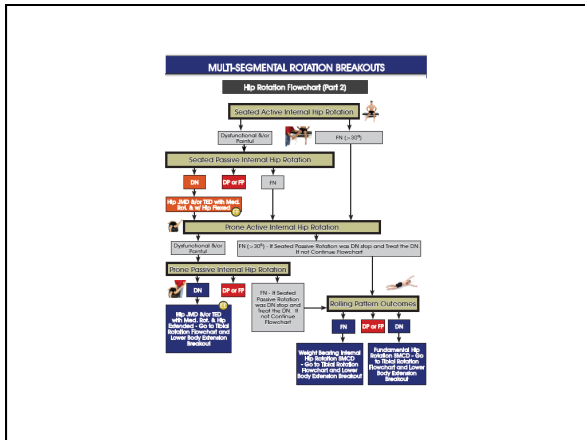 MULTI-SEGMENTAL ROTATION BREAKOUTS
Hip Rotation Flowchart (Part 2)
Seated Active Internal Hip Rotation
Dysfunctional &/or
Painful
FN (>30°)
Seated Passive Internal Hip Rotation
DN
DP or FP
FN
Hip JMD &/or TED with Med.
Rot. & w/ Hip Flexed
Prone Active Internal Hip Rotation
Dysfunctional &/or
Painful
FN (>30°) - If Seated Passive Rotation was DN stop and Treat the DN.
If not Continue Flowchart
Prone Passive Internal Hip Rotation
DN
DP or FP
FN - If Seated
Passive Rotation
was DN stop and
Treat the DN. If
not Continue
Flowchart
Rolling Pattern Outcomes
Hip JMD &/or TED
with Med. Rot. & Hip
Extended - Go to Tibial
Rotation Flowchart and
Lower Body Extension
Breakout
FN
DP or FP
DN
Weight Bearing Internal
Hip Rotation SMCD
- Go to Tibial Rotation
Flowchart and Lower
Body Extension Breakout
Fundamental Hip
Rotation SMCD - Go
to Tibial Rotation
Flowchart and Lower
Body Extension
Breakout